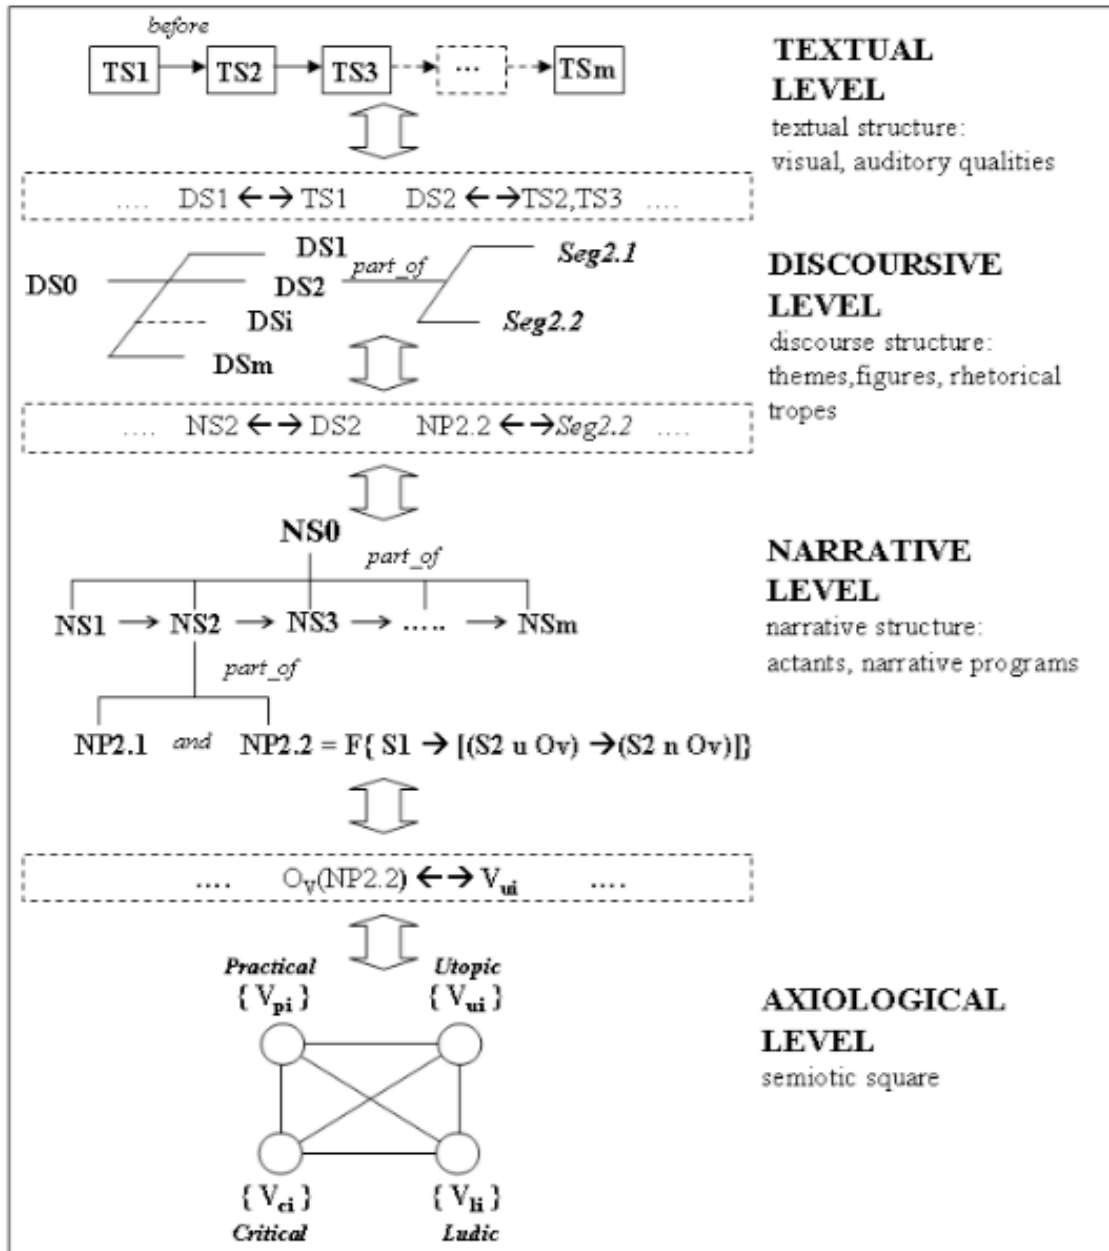 before
TS1 TS2 TS3 ... TSm
TEXTUAL
LEVEL
textual structure:
visual, auditory qualities
.... DS1 ←→ TS1 DS2 ←→TS2,TS3 ....
DS0
DS1
DS2
DSi
DSm
part_of
Seg2.1
Seg2.2
DISCOURSIVE
LEVEL
discourse structure:
themes,figures, rhetorical
tropes
.... NS2 ←→ DS2 NP2.2 ←→Seg2.2 ....
NS0
part_of
NS1 → NS2 → NS3 → ..... → NSm
part_of
NP2.1 and NP2.2 = F{ S1 → [(S2 u Ov) →(S2 n Ov)]}
NARRATIVE
LEVEL
narrative structure:
actants, narrative programs
.... Ov(NP2.2) ←→ Vui ....
Practical Utopic
{ Vpi } { Vui }
{ Vci } { Vli }
Critical Ludic
AXIOLOGICAL
LEVEL
semiotic square